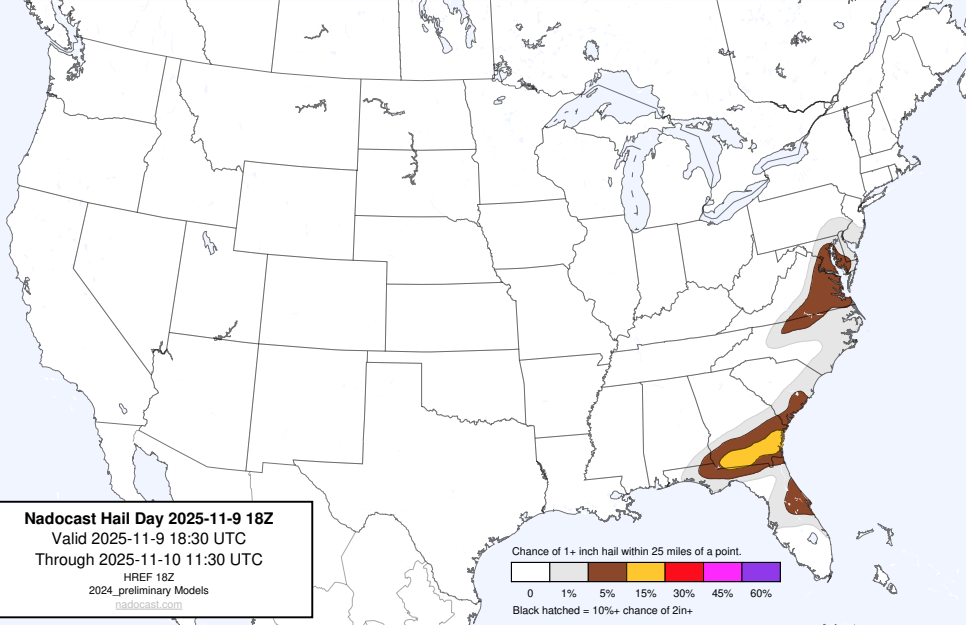 Nadocast Hail Day 2025-11-9 18Z
Valid 2025-11-9 18:30 UTC
Through 2025-11-10 11:30 UTC
HREF 18Z
2024_preliminary Models
nadocast.com
Chance of 1+ inch hail within 25 miles of a point.
0 1% 5% 15% 30% 45% 60%
Black hatched = 10%+ chance of 2in+